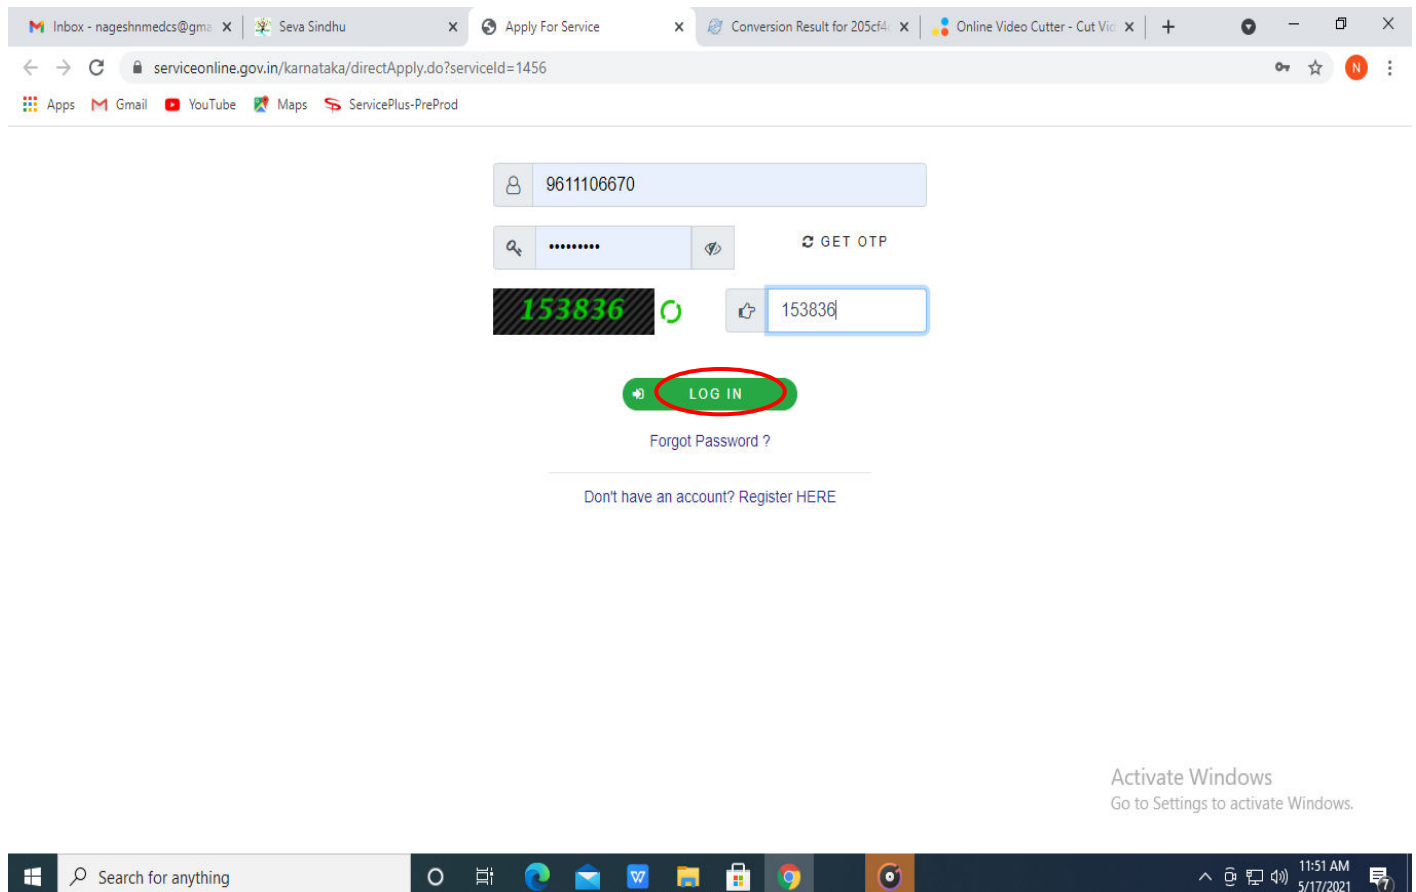 Inbox - nageshnmedcs@gma
Seva Sindhu
Apply For Service
Conversion Result for 205cf4
Online Video Cutter - Cut Vid
serviceonline.gov.in/karnataka/directApply.do?serviceId=1456
N
Apps Gmail YouTube Maps ServicePlus-PreProd
9611106670
••••••••• GET OTP
153836 153836
LOG IN
Forgot Password ?
Don't have an account? Register HERE
Activate Windows
Go to Settings to activate Windows.
Search for anything
W
11:51 AM
5/17/2021
7